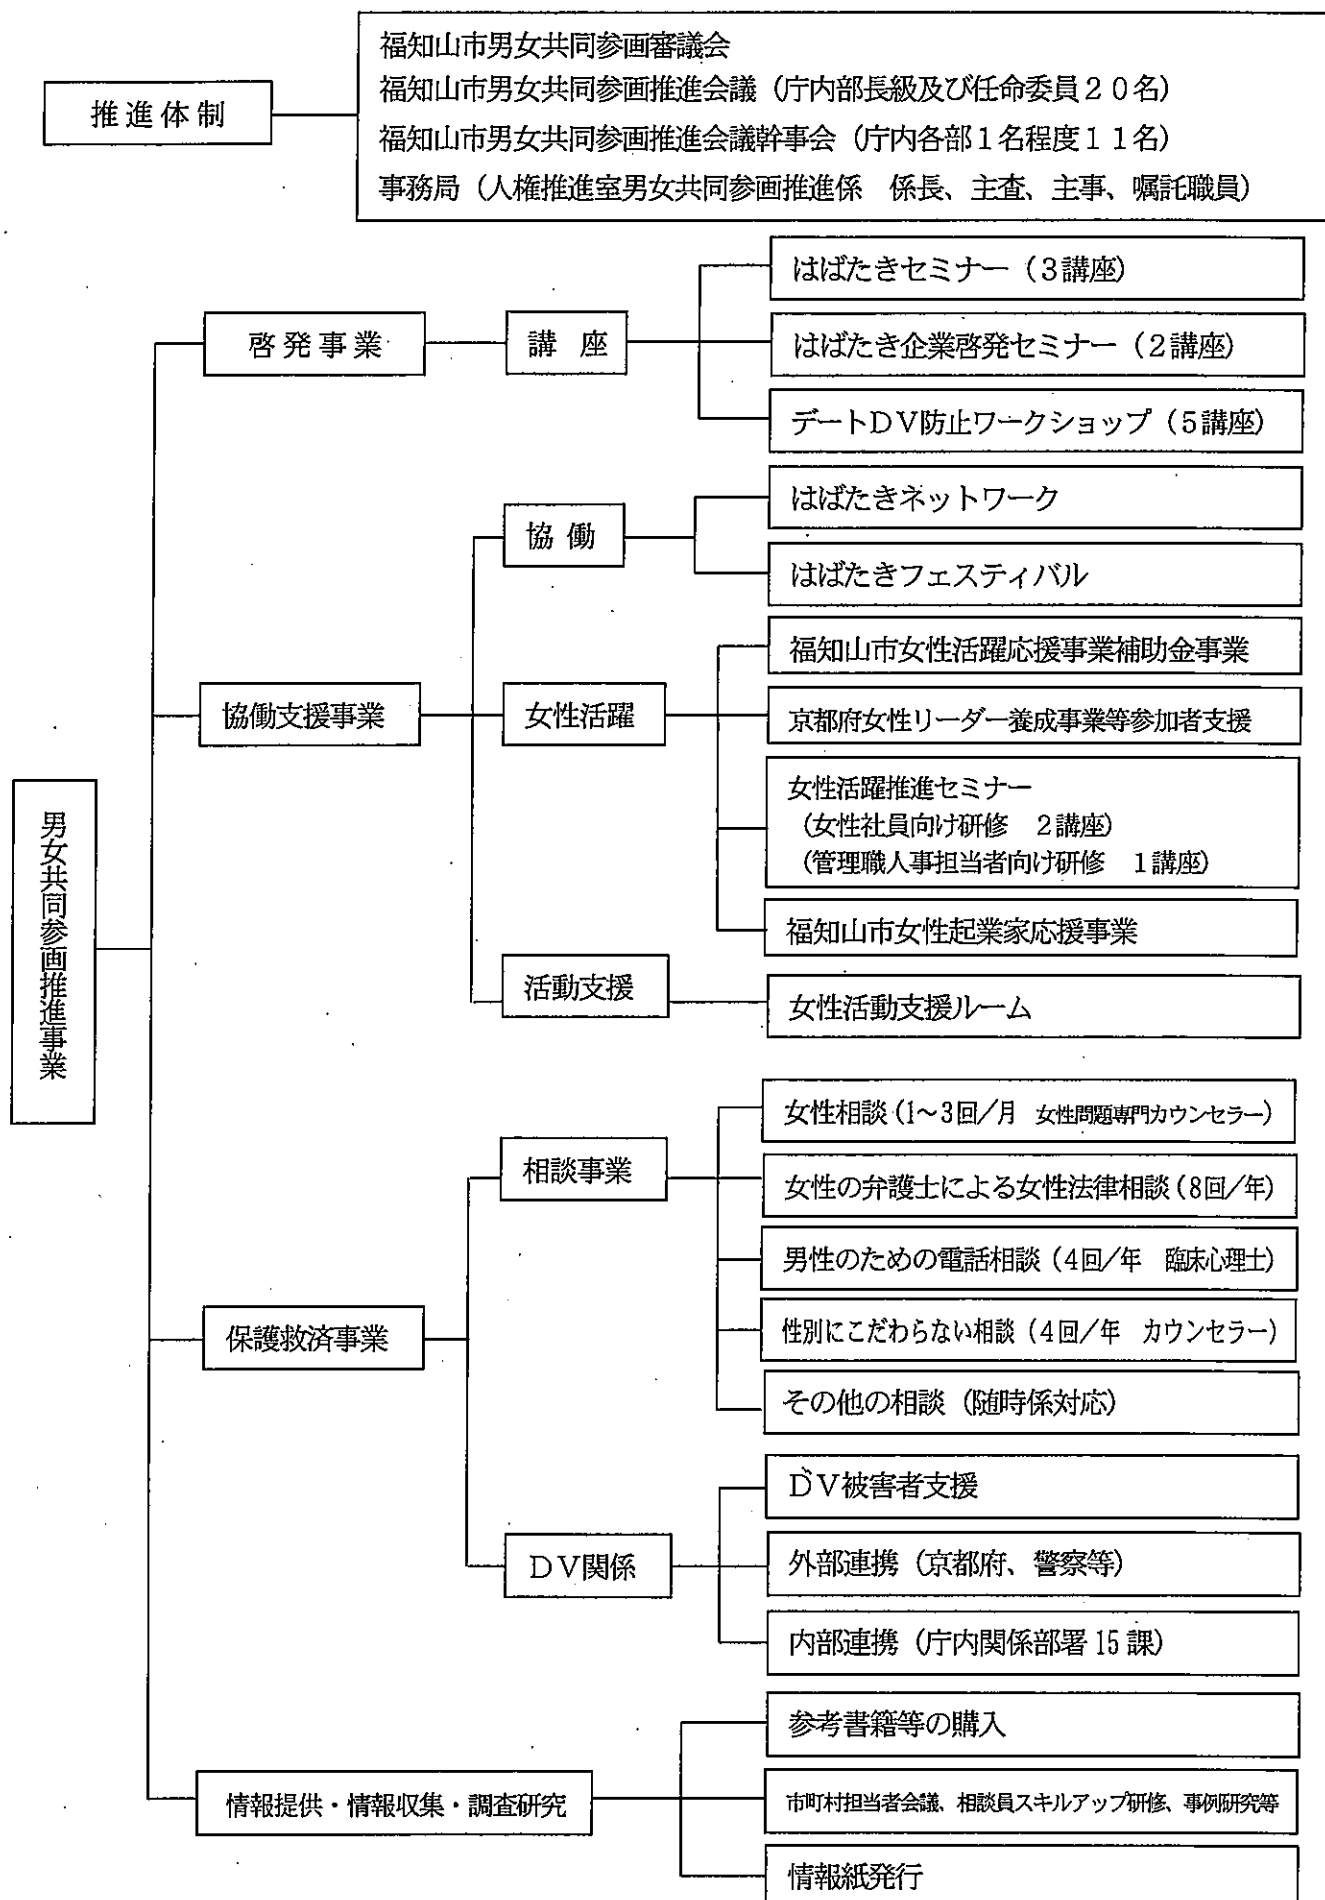 推進体制
福知山市男女共同参画審議会
福知山市男女共同参画推進会議（庁内部長級及び任命委員２０名）
福知山市男女共同参画推進会議幹事会（庁内各部１名程度１１名）
事務局（人権推進室男女共同参画推進係　係長、主査、主事、嘱託職員）
男女共同参画推進事業
啓発事業
講　座
はばたきセミナー（３講座）
はばたき企業啓発セミナー（２講座）
デートＤＶ防止ワークショップ（５講座）
協働支援事業
協 働
はばたきネットワーク
はばたきフェスティバル
女性活躍
福知山市女性活躍応援事業補助金事業
京都府女性リーダー養成事業等参加者支援
女性活躍推進セミナー
（女性社員向け研修　２講座）
（管理職人事担当者向け研修　１講座）
福知山市女性起業家応援事業
活動支援
女性活動支援ルーム
保護救済事業
相談事業
女性相談（1～3回／月　女性問題専門カウンセラー）
女性の弁護士による女性法律相談（8回／年）
男性のための電話相談（４回／年　臨床心理士）
性別にこだわらない相談（４回／年　カウンセラー）
その他の相談（随時係対応）
ＤＶ関係
ＤＶ被害者支援
外部連携（京都府、警察等）
内部連携（庁内関係部署 15 課）
情報提供・情報収集・調査研究
参考書籍等の購入
市町村担当者会議、相談員スキルアップ研修、事例研究等
情報紙発行